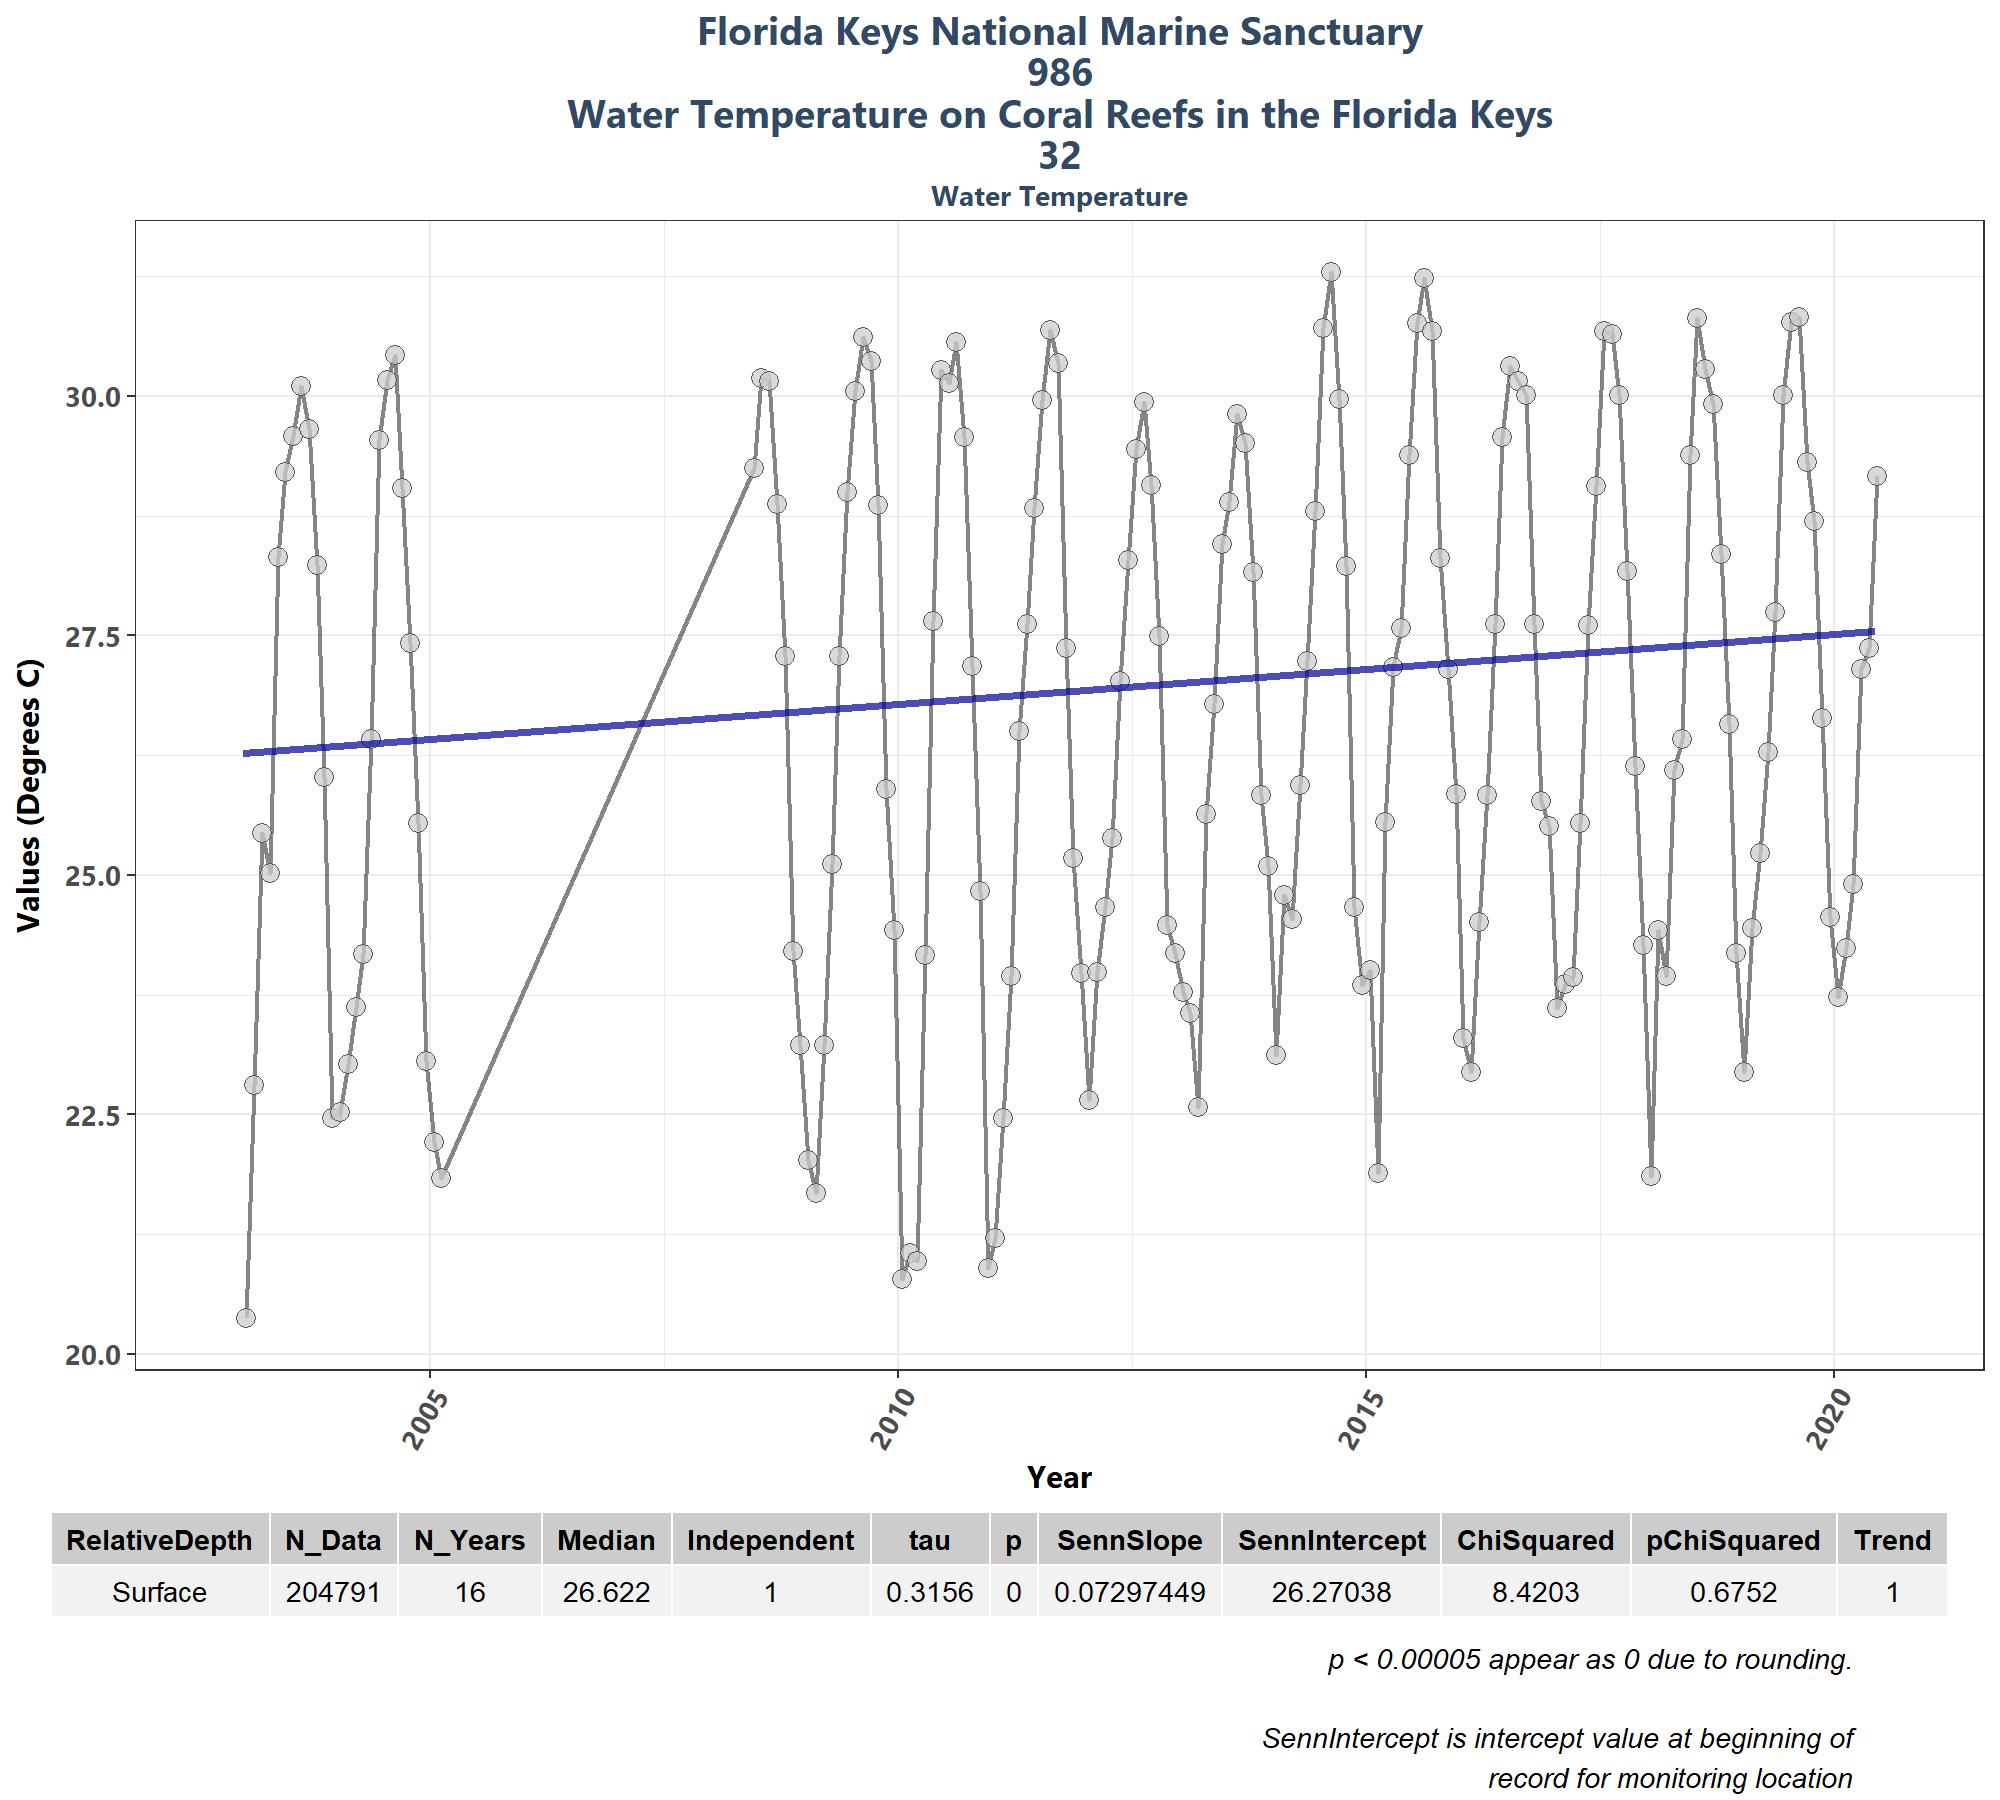 Florida Keys National Marine Sanctuary
986
Water Temperature on Coral Reefs in the Florida Keys
32
Water Temperature
Values (Degrees C)
30.0
27.5
25.0
22.5
20.0
2005 2010 2015 2020
Year
RelativeDepth N_Data N_Years Median Independent tau p SennSlope SennIntercept ChiSquared pChiSquared Trend
Surface 204791 16 26.622 1 0.3156 0 0.07297449 26.27038 8.4203 0.6752 1
p < 0.00005 appear as 0 due to rounding.
SennIntercept is intercept value at beginning of
record for monitoring location